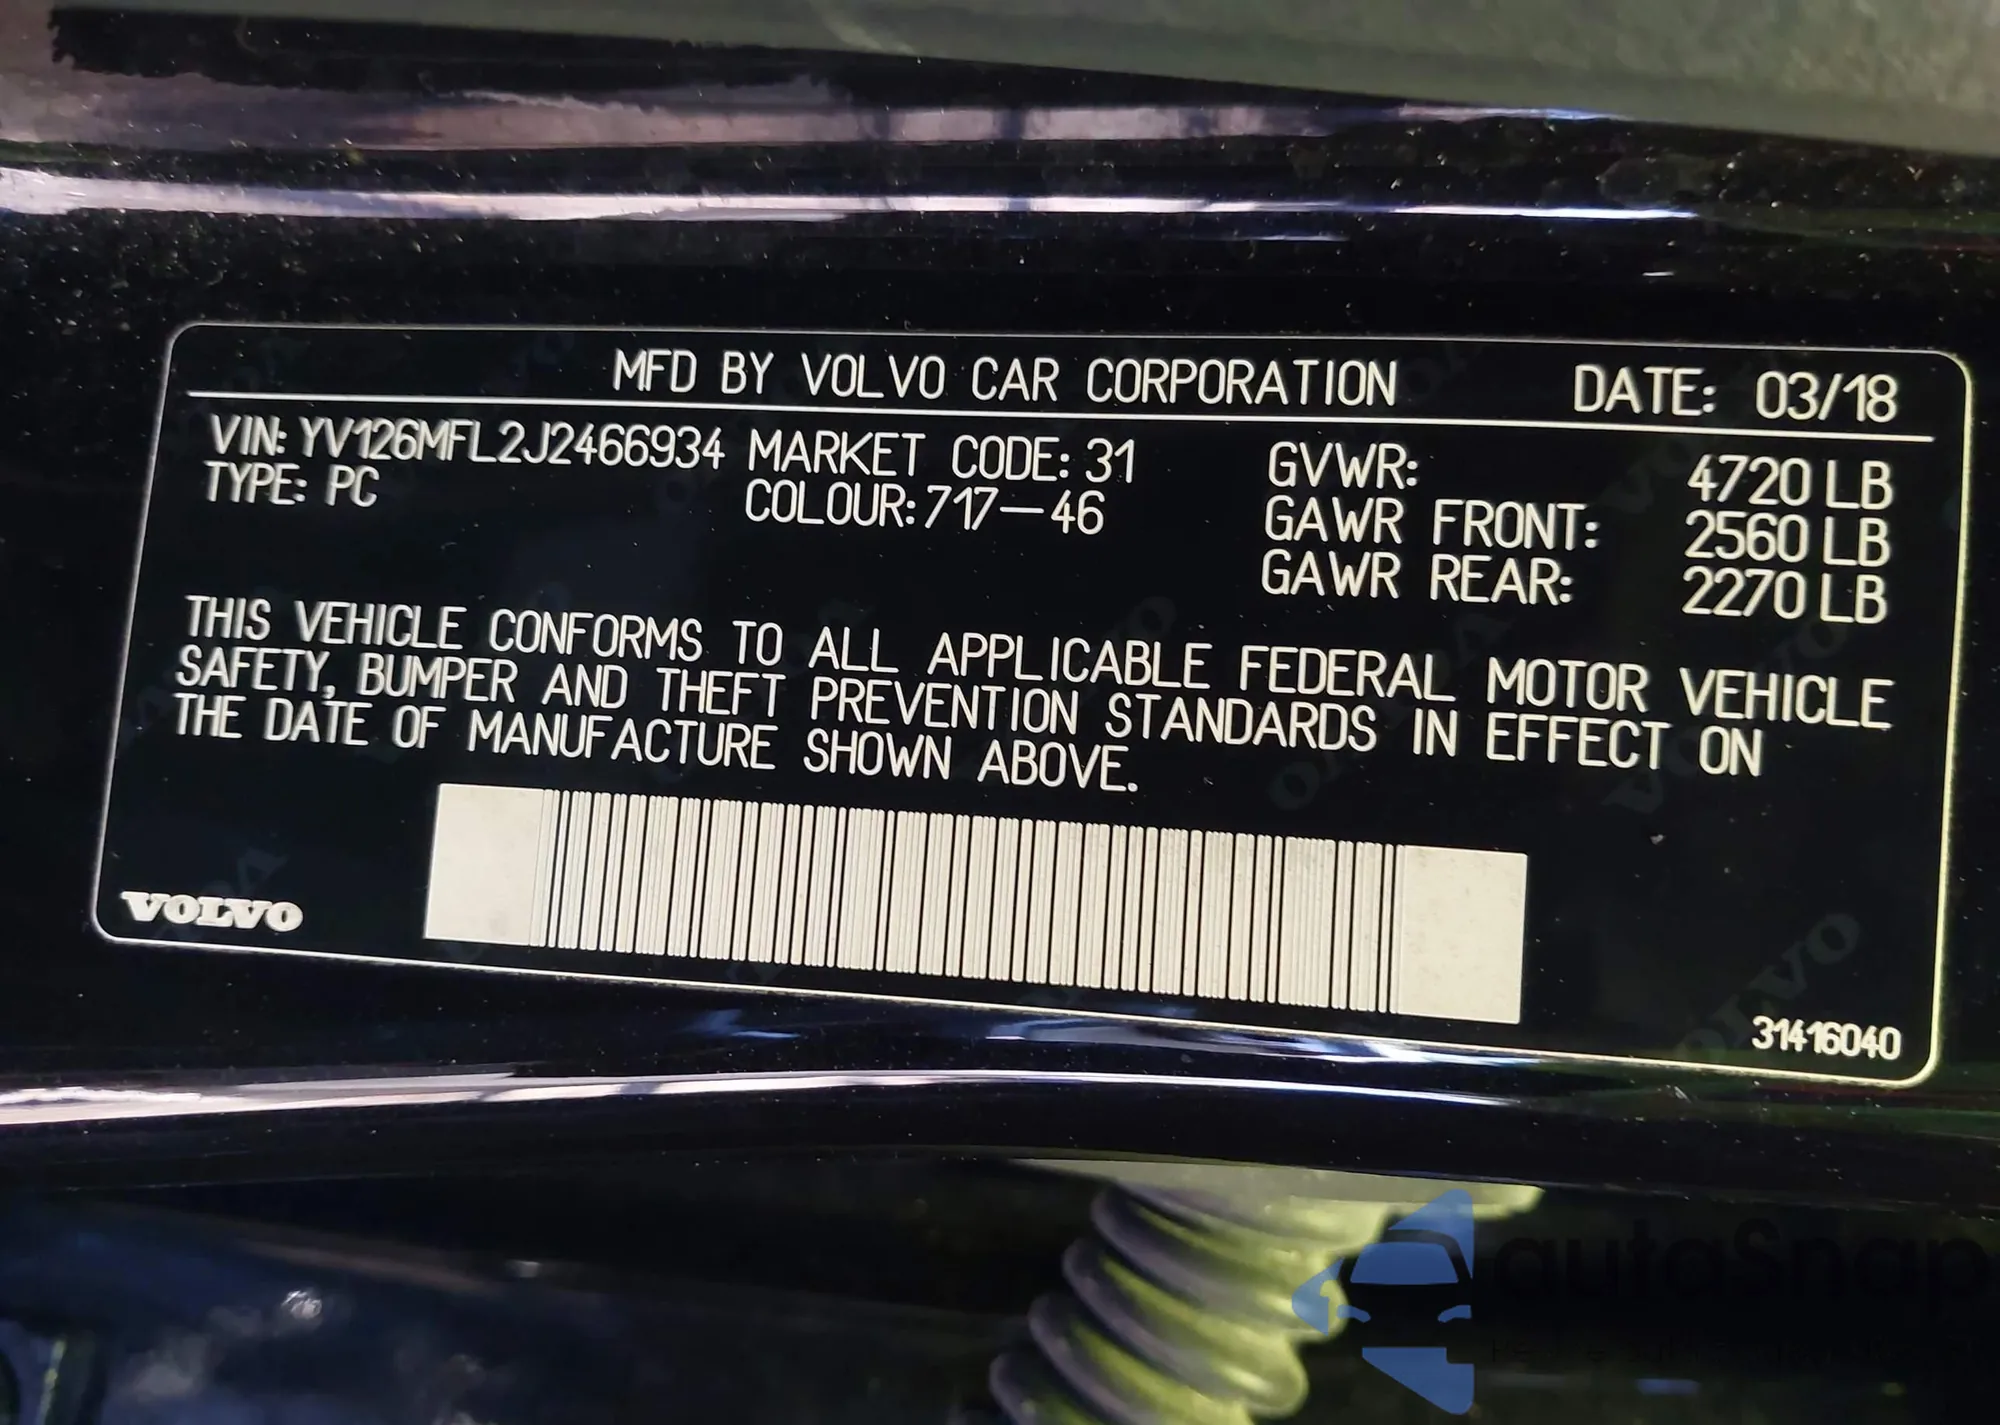 MFD BY VOLVO CAR CORPORATION DATE: 03/18
VIN: YV126MFL2J2466934 MARKET CODE: 31 GVWR: 4720 LB
TYPE: PC COLOUR: 717-46 GAWR FRONT: 2560 LB
GAWR REAR: 2270 LB
THIS VEHICLE CONFORMS TO ALL APPLICABLE FEDERAL MOTOR VEHICLE
SAFETY, BUMPER AND THEFT PREVENTION STANDARDS IN EFFECT ON
THE DATE OF MANUFACTURE SHOWN ABOVE.
VOLVO
31416040
autoSnap